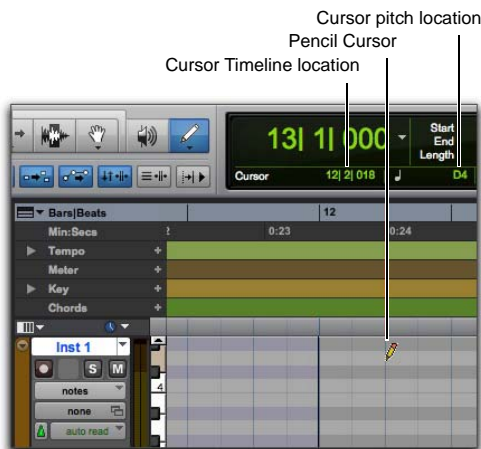 Cursor pitch location
Pencil Cursor
Cursor Timeline location
13| 1| 000
Start
End
Length
Cursor
12| 2| 018
D4
Bars|Beats
12
Min:Secs
0:23
0:24
Tempo
Meter
Key
Chords
Inst 1
S M
notes
4
none
auto read